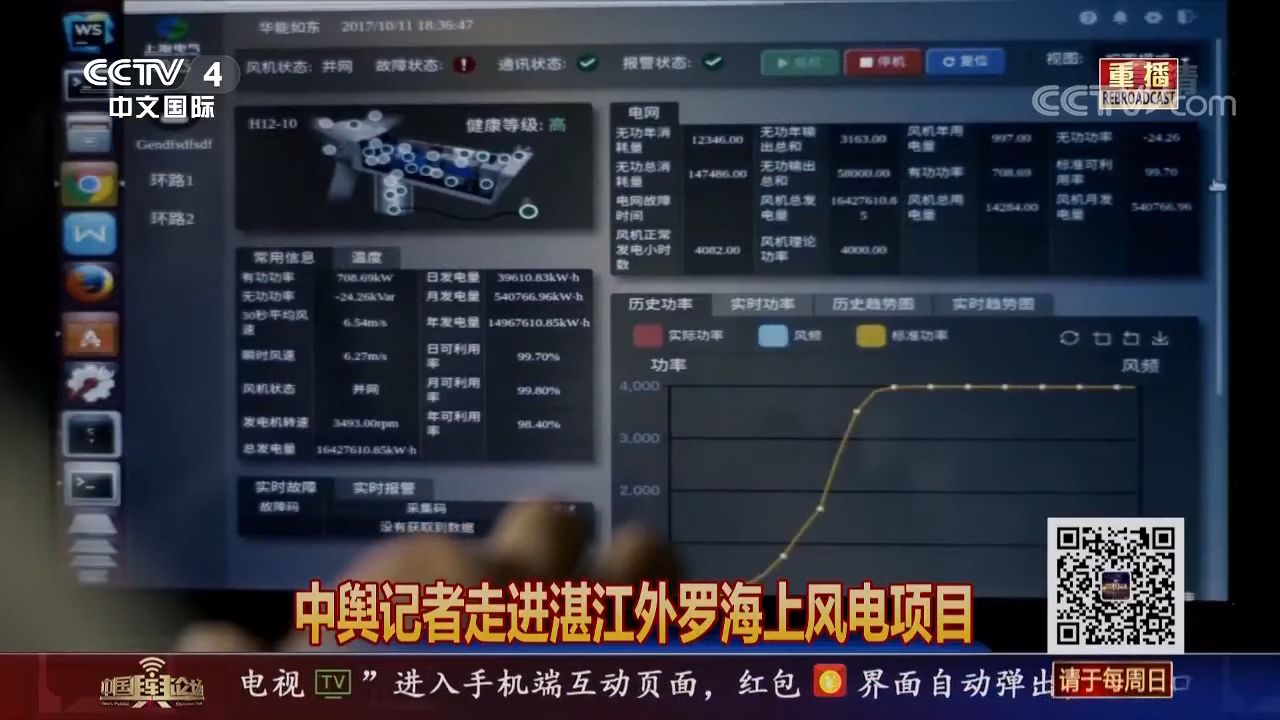 华能如东 2017/10/11 18:36:47
WS
上海电气
风机状态: 并网 故障状态: 通讯状态: 报警状态: 停机 复位 视图:
CCTV 4
中文国际
重播
REBROADCAST
CCTV.com
Gendfsdfsdf
环路1
环路2
H12-10 健康等级: 高
电网
无功年消耗量 12346.00 无功年输出总和 3163.00 风机年用电量 997.00 无功功率 -24.26
无功总消耗量 147486.00 无功输出总和 58000.00 有功功率 708.69 标准可利用率 99.70
电网故障时间 风机总发电量 16427610.85 风机总用电量 14284.00 风机月发电量 540766.96
风机正常发电小时数 4082.00 风机理论功率 4000.00
常用信息 温度
有功功率 708.69kW 日发电量 39610.83kW·h
无功功率 -24.26kVar 月发电量 540766.96kW·h
30秒平均风速 6.54m/s 年发电量 14967610.85kW·h
瞬时风速 6.27m/s 日可利用率 99.70%
风机状态 并网 月可利用率 99.80%
发电机转速 3493.00rpm 年可利用率 98.40%
总发电量 16427610.85kW·h
实时故障 实时报警
故障码 采集码
没有获取到数据
历史功率 实时功率 历史趋势图 实时趋势图
实际功率 风频 标准功率
功率 风频
4,000
3,000
2,000
中舆记者走进湛江外罗海上风电项目
中国舆论场
电视 TV ”进入手机端互动页面，红包 界面自动弹出
请于每周日